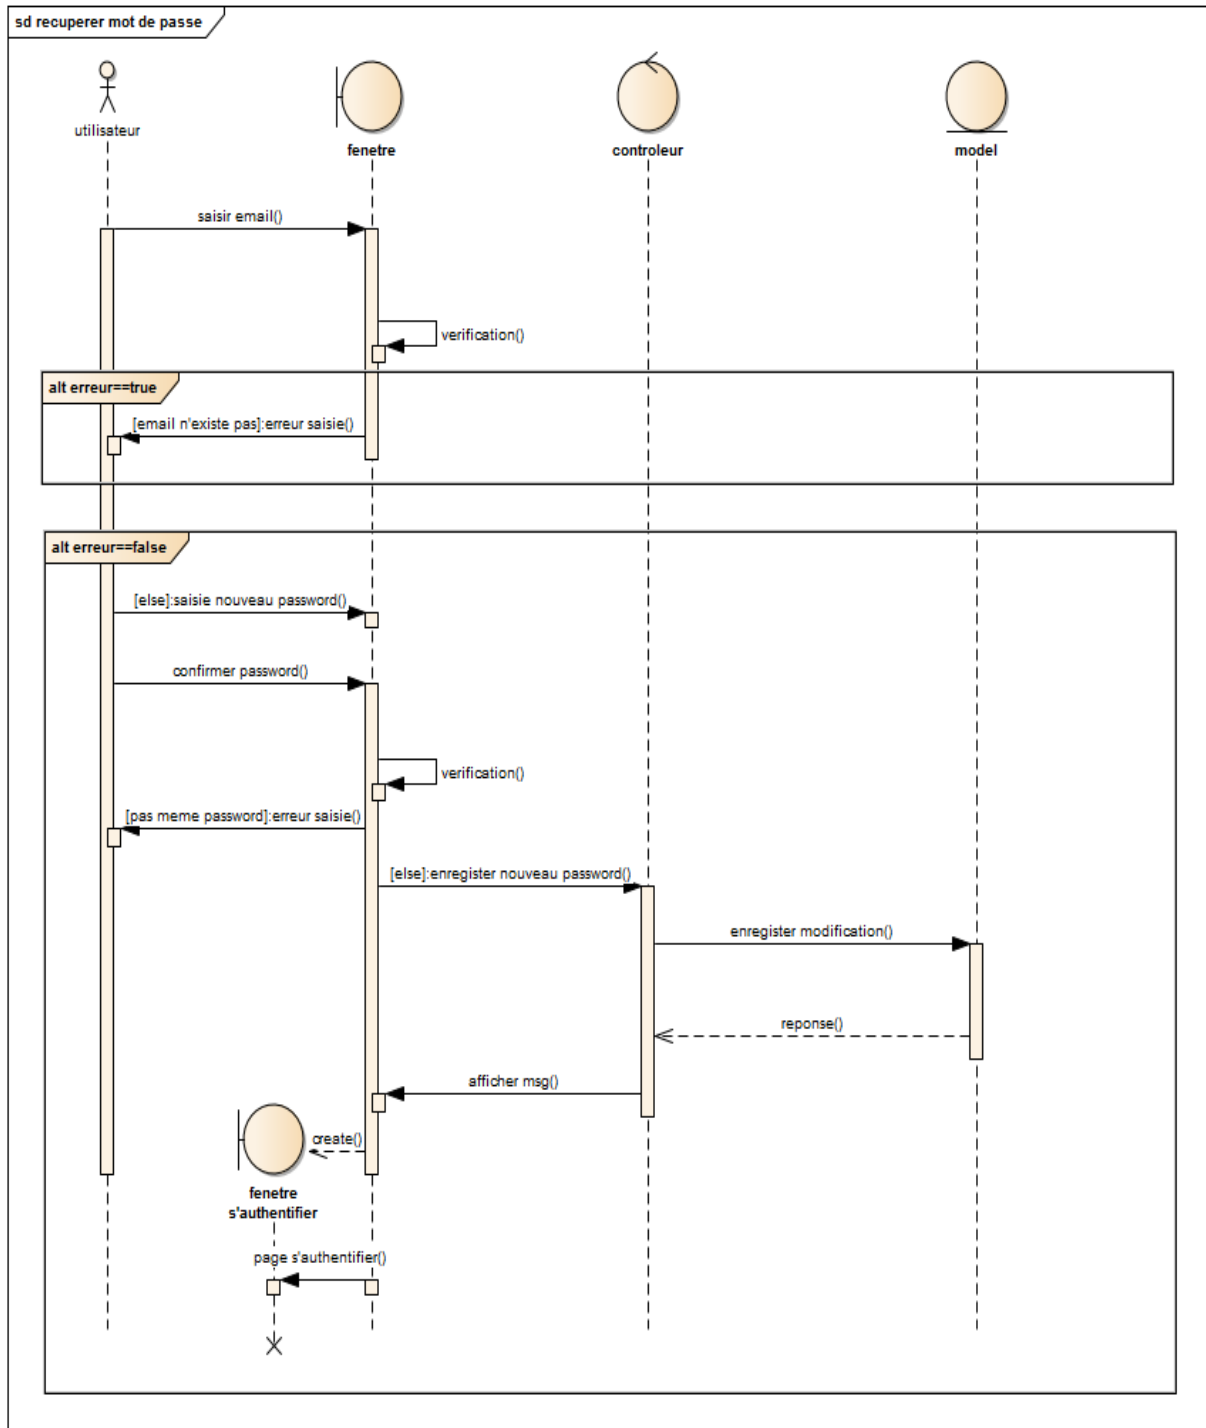 sd recuperer mot de passe
utilisateur
fenetre
controleur
model
saisir email()
verification()
alt erreur==true
[email n'existe pas]:erreur saisie()
alt erreur==false
[else]:saisie nouveau password()
confirmer password()
verification()
[pas meme password]:erreur saisie()
[else]:enregister nouveau password()
enregister modification()
reponse()
afficher msg()
create()
fenetre
s'authentifier
page s'authentifier()